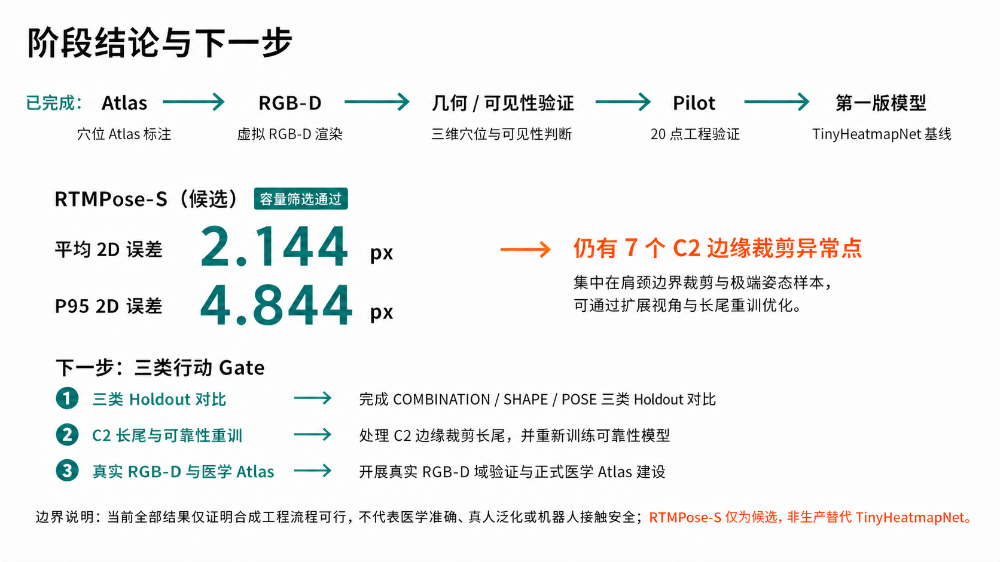 阶段结论与下一步
已完成： Atlas → RGB-D → 几何 / 可见性验证 → Pilot → 第一版模型
穴位 Atlas 标注 虚拟 RGB-D 渲染 三维穴位与可见性判断 20 点工程验证 TinyHeatmapNet 基线
RTMPose-S（候选） 容量筛选通过
平均 2D 误差 2.144 px
P95 2D 误差 4.844 px
→ 仍有 7 个 C2 边缘裁剪异常点
集中在肩颈边界裁剪与极端姿态样本，
可通过扩展视角与长尾重训优化。
下一步：三类行动 Gate
1 三类 Holdout 对比 → 完成 COMBINATION / SHAPE / POSE 三类 Holdout 对比
2 C2 长尾与可靠性重训 → 处理 C2 边缘裁剪长尾，并重新训练可靠性模型
3 真实 RGB-D 与医学 Atlas → 开展真实 RGB-D 域验证与正式医学 Atlas 建设
边界说明：当前全部结果仅证明合成工程流程可行，不代表医学准确、真人泛化或机器人接触安全；RTMPose-S 仅为候选，非生产替代 TinyHeatmapNet。